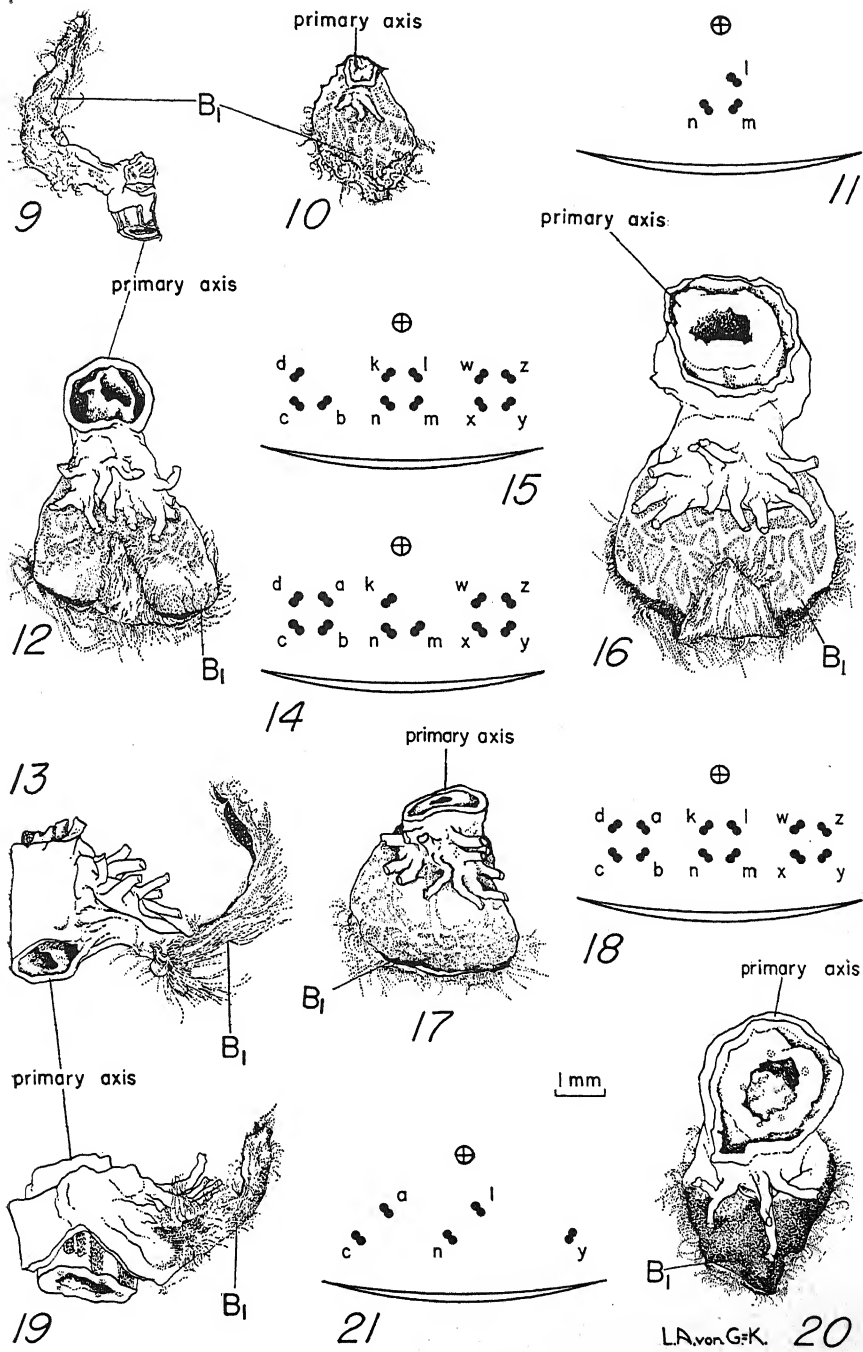 primary axis
B1
9
10
l
n m
11
primary axis
primary axis
d k l w z
c b n m x y
15
12
B1
d a k w z
c b n m x y
14
16
B1
13
primary axis
d a k l w z
c b n m x y
18
B1
17
B1
primary axis
primary axis
1 mm
a l
c n y
B1
B1
19
21
L.A.von G=K.
20